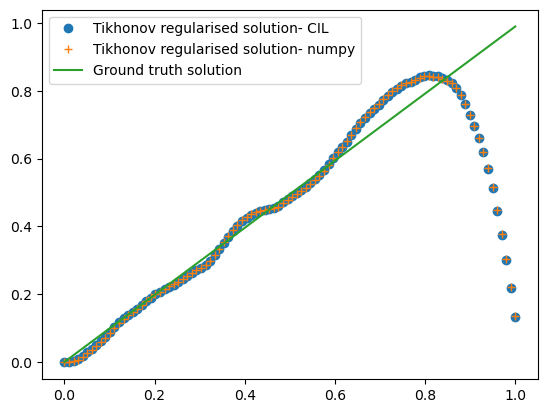 Tikhonov regularised solution- CIL
Tikhonov regularised solution- numpy
Ground truth solution
1.0
0.8
0.6
0.4
0.2
0.0
0.0 0.2 0.4 0.6 0.8 1.0